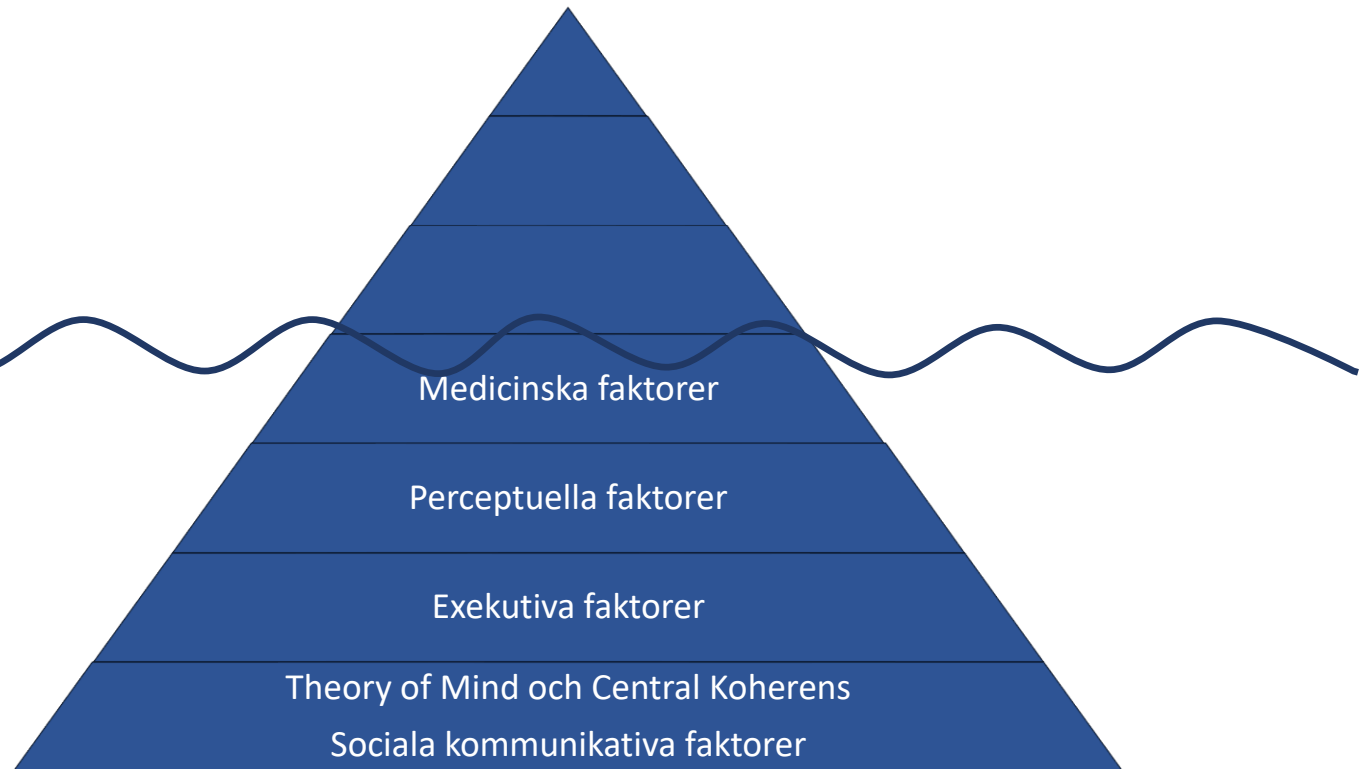 Medicinska faktorer
Perceptuella faktorer
Exekutiva faktorer
Theory of Mind och Central Koherens
Sociala kommunikativa faktorer